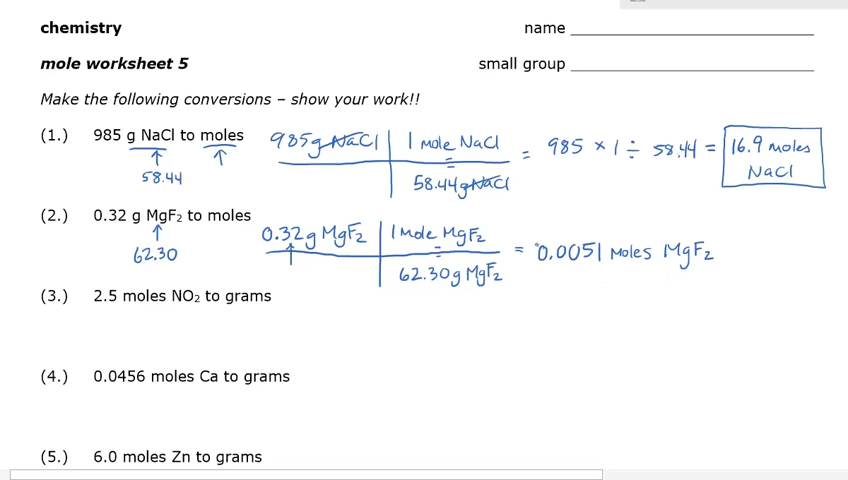 chemistry name
mole worksheet 5 small group
Make the following conversions – show your work!!
(1.) 985 g NaCl to moles
58.44
985g NaCl 1 mole NaCl
58.44g NaCl
= 985 × 1 ÷ 58.44 = 16.9 moles
NaCl
(2.) 0.32 g MgF₂ to moles
62.30
0.32g MgF₂ 1 Mole MgF₂
62.30g MgF₂
= 0.0051 Moles MgF₂
(3.) 2.5 moles NO₂ to grams
(4.) 0.0456 moles Ca to grams
(5.) 6.0 moles Zn to grams